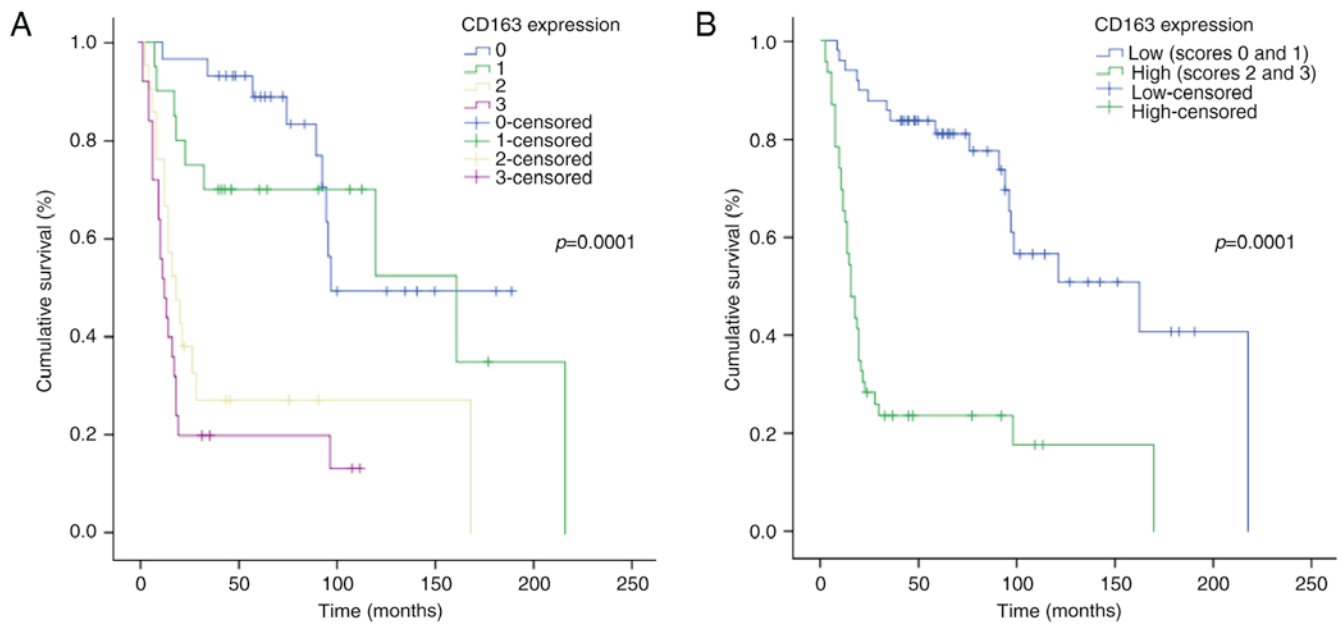 A
CD163 expression
0
1
2
3
0-censored
1-censored
2-censored
3-censored
p=0.0001
Cumulative survival (%)
1.0
0.8
0.6
0.4
0.2
0.0
0 50 100 150 200 250
Time (months)
B
CD163 expression
Low (scores 0 and 1)
High (scores 2 and 3)
Low-censored
High-censored
p=0.0001
Cumulative survival (%)
1.0
0.8
0.6
0.4
0.2
0.0
0 50 100 150 200 250
Time (months)